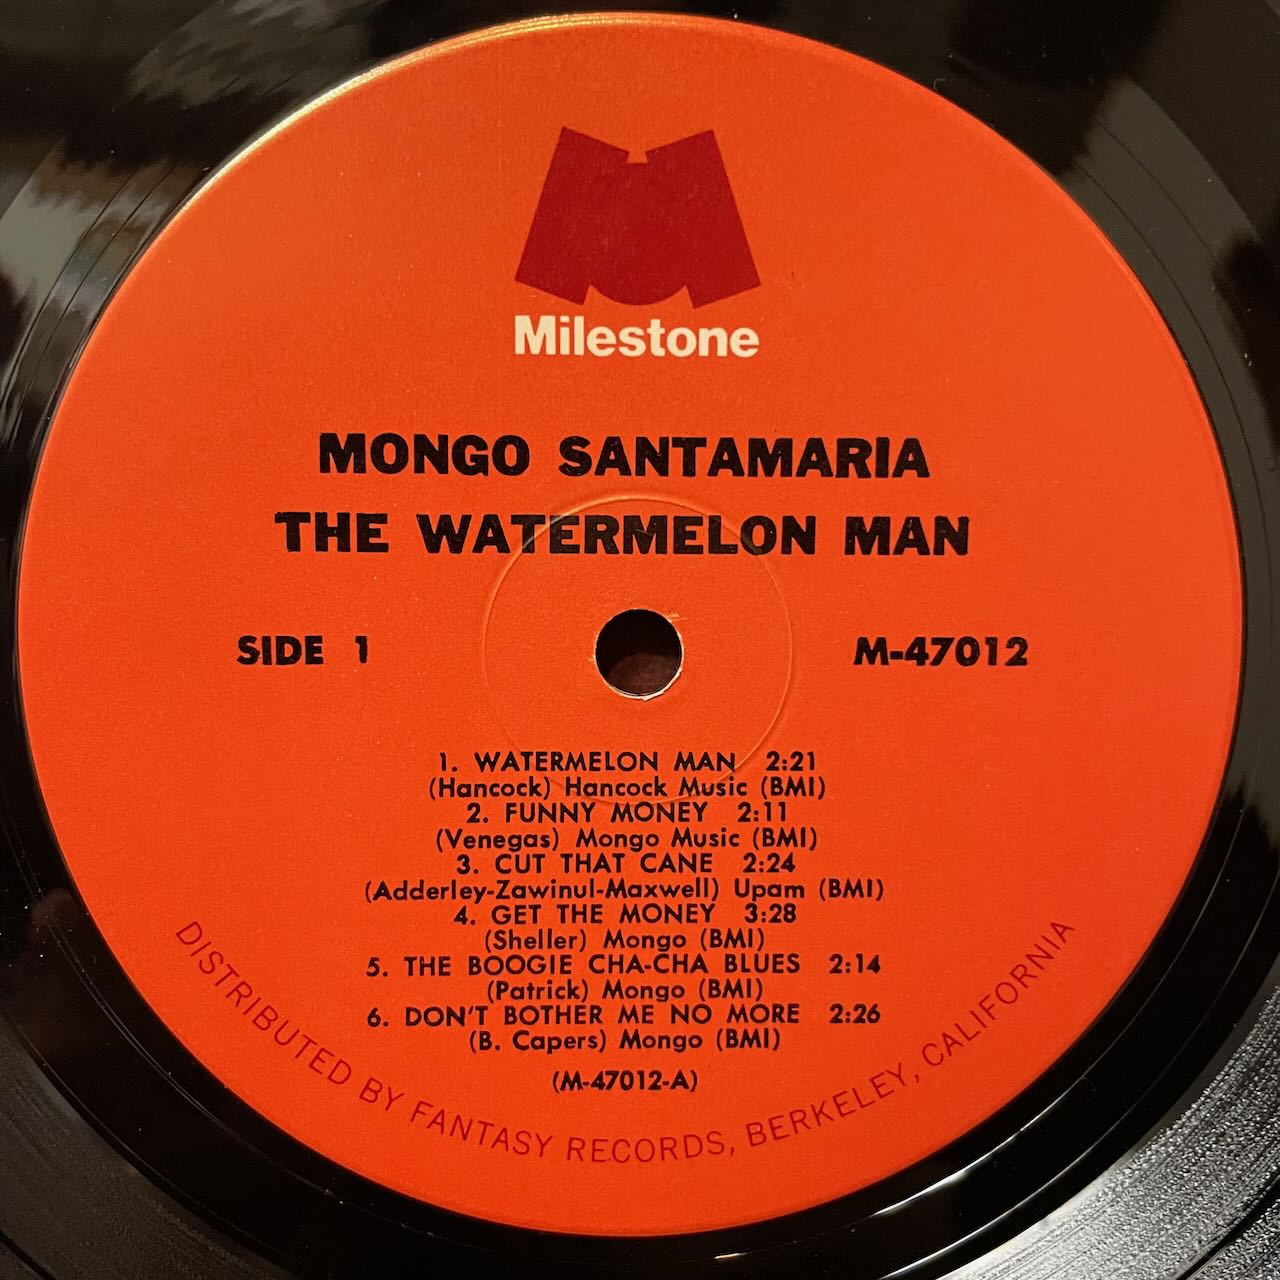 Milestone
MONGO SANTAMARIA
THE WATERMELON MAN
SIDE 1
M-47012
1. WATERMELON MAN 2:21
(Hancock) Hancock Music (BMI)
2. FUNNY MONEY 2:11
(Venegas) Mongo Music (BMI)
3. CUT THAT CANE 2:24
(Adderley-Zawinul-Maxwell) Upam (BMI)
4. GET THE MONEY 3:28
(Sheller) Mongo (BMI)
5. THE BOOGIE CHA-CHA BLUES 2:14
(Patrick) Mongo (BMI)
6. DON'T BOTHER ME NO MORE 2:26
(B. Capers) Mongo (BMI)
(M-47012-A)
DISTRIBUTED BY FANTASY RECORDS, BERKELEY, CALIFORNIA